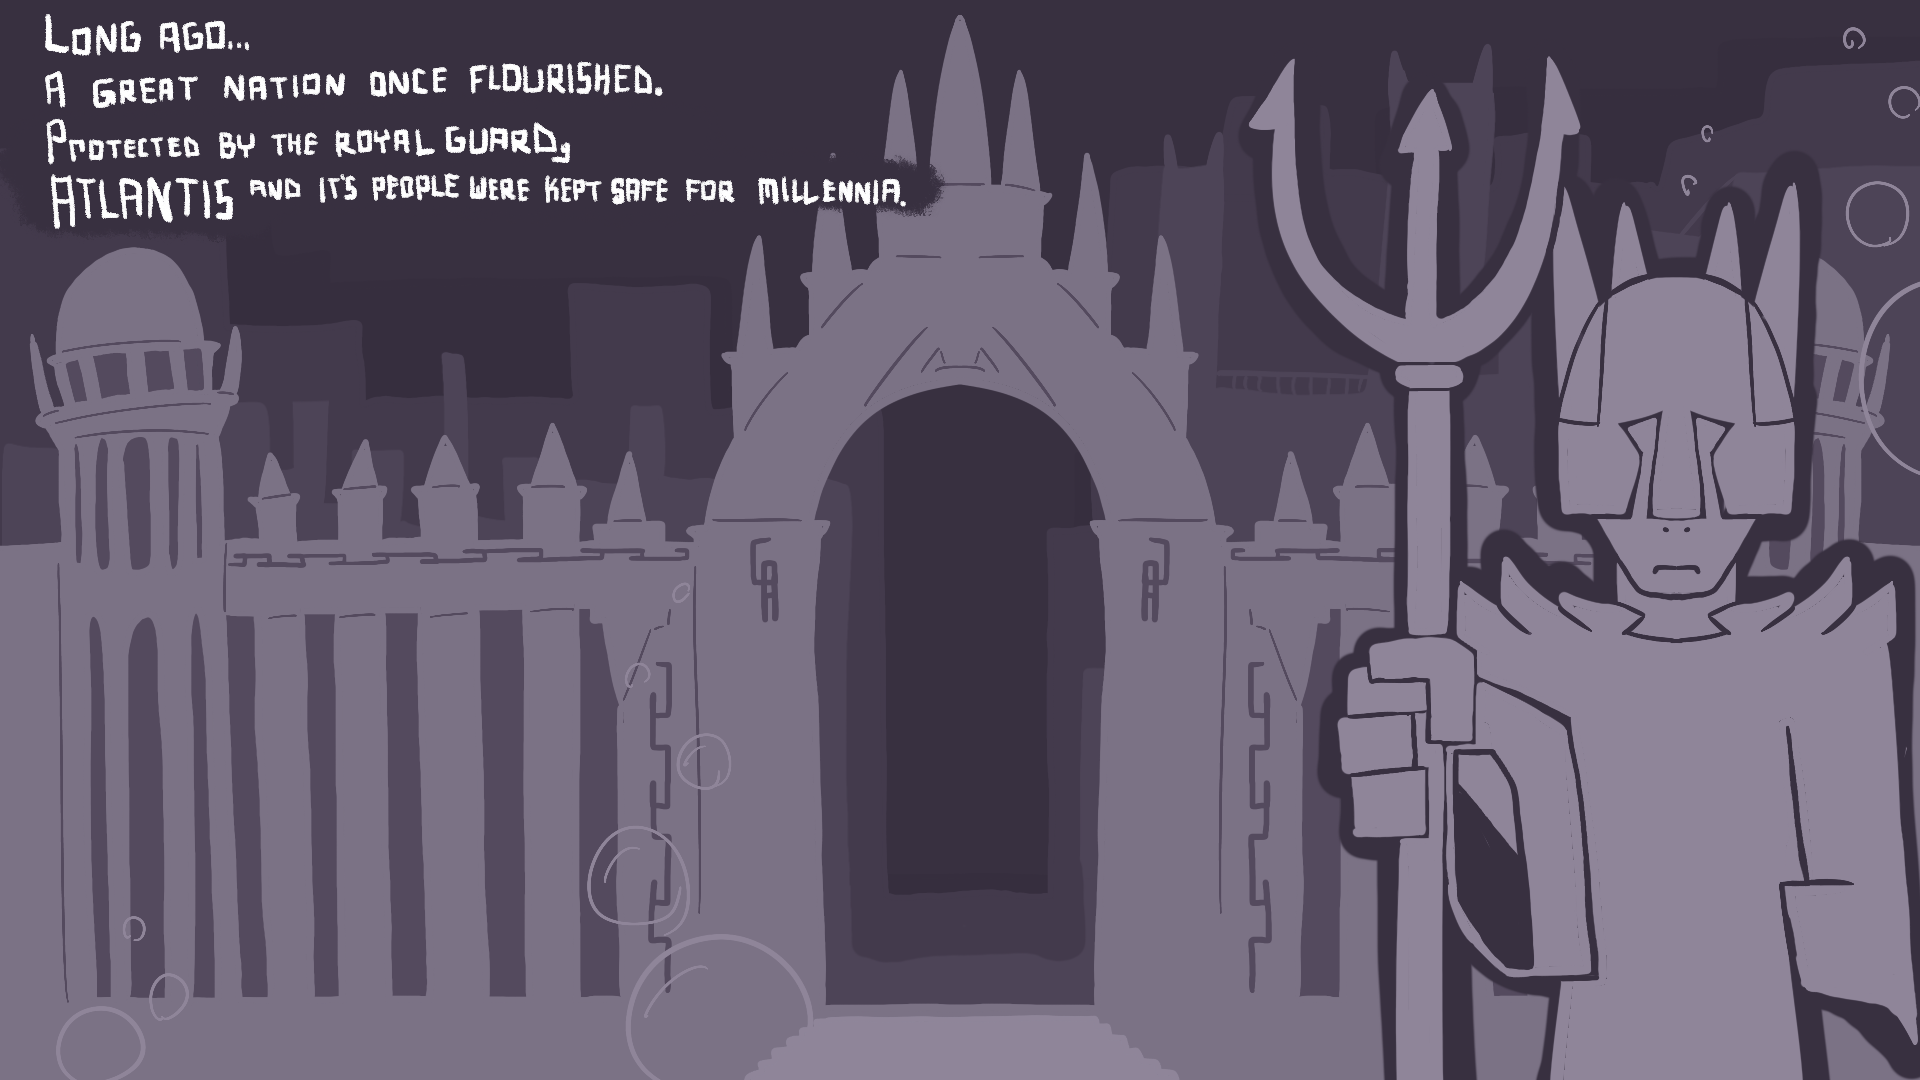 LONG AGO...
A GREAT NATION ONCE FLOURISHED.
PROTECTED BY THE ROYAL GUARD,
ATLANTIS AND IT'S PEOPLE WERE KEPT SAFE FOR MILLENNIA.